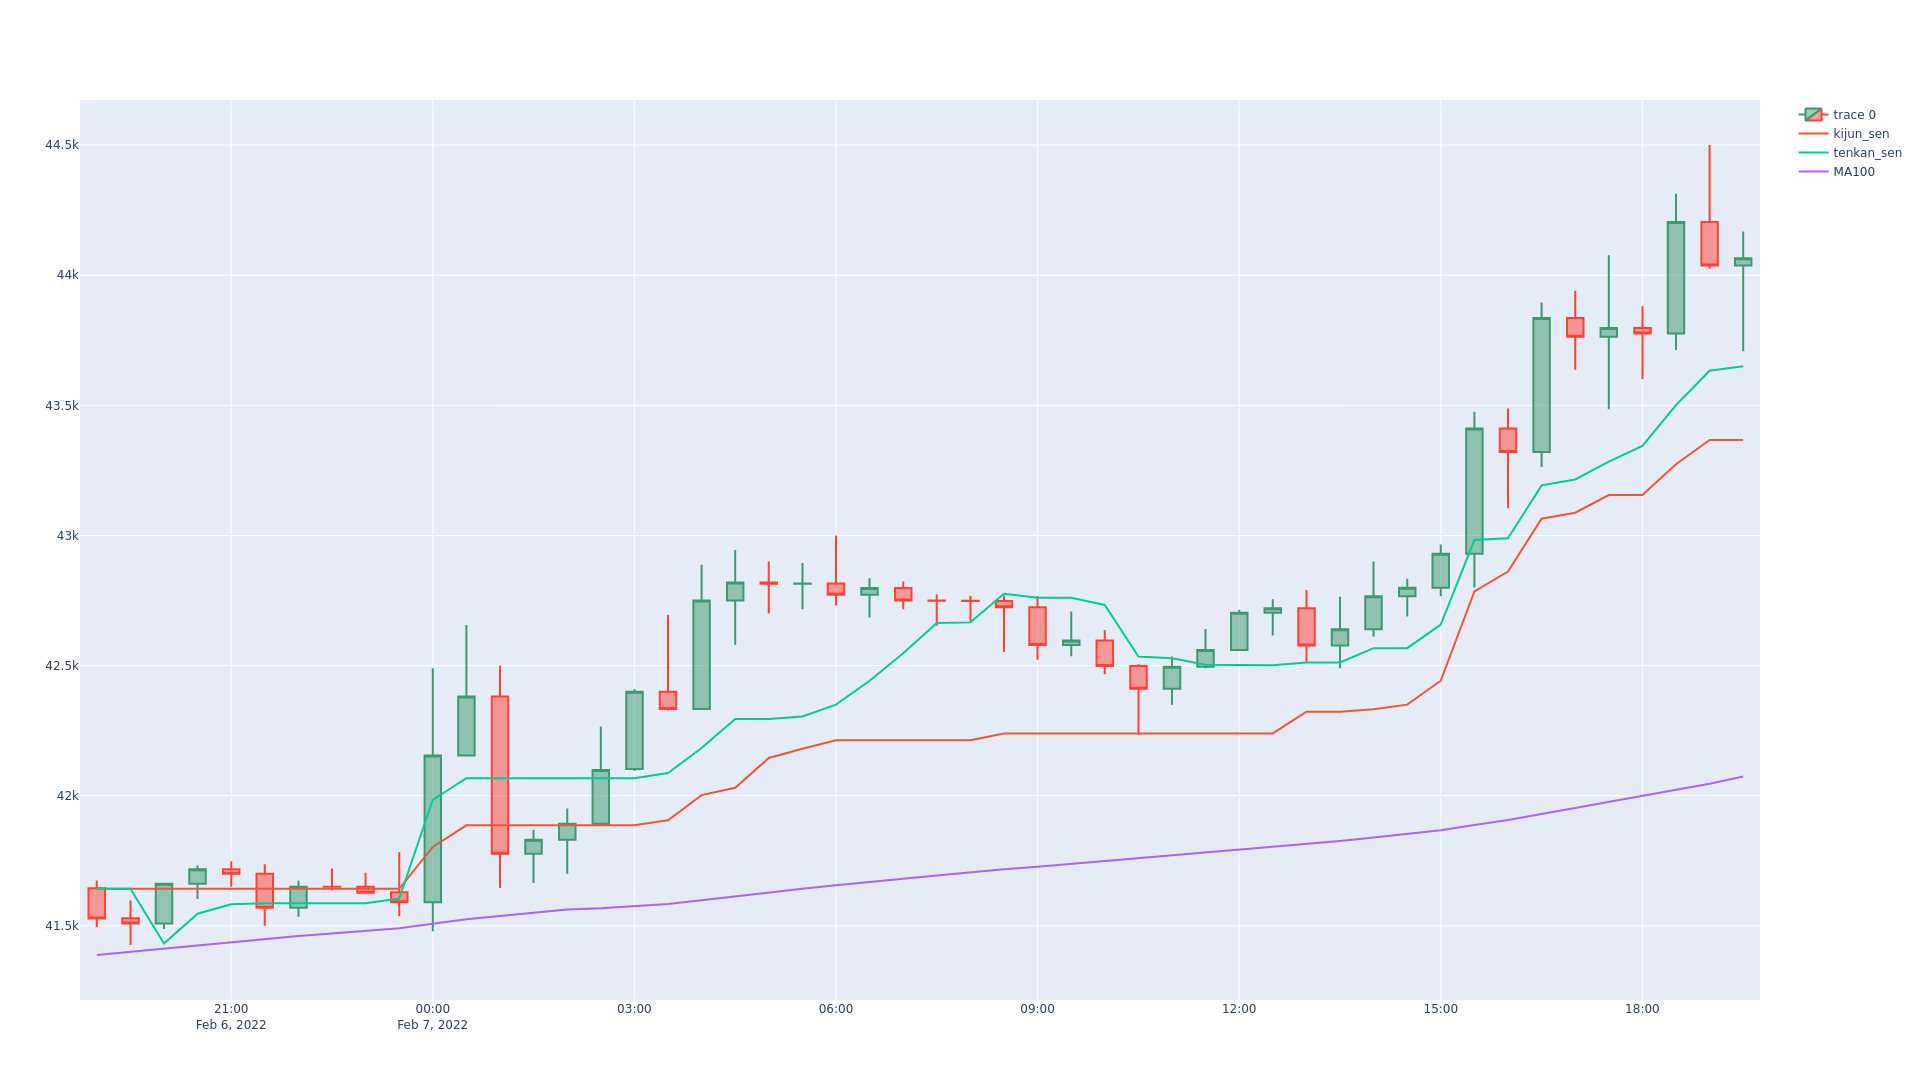 44.5k
44k
43.5k
43k
42.5k
42k
41.5k
21:00
Feb 6, 2022
00:00
Feb 7, 2022
03:00
06:00
09:00
12:00
15:00
18:00
trace 0
kijun_sen
tenkan_sen
MA100